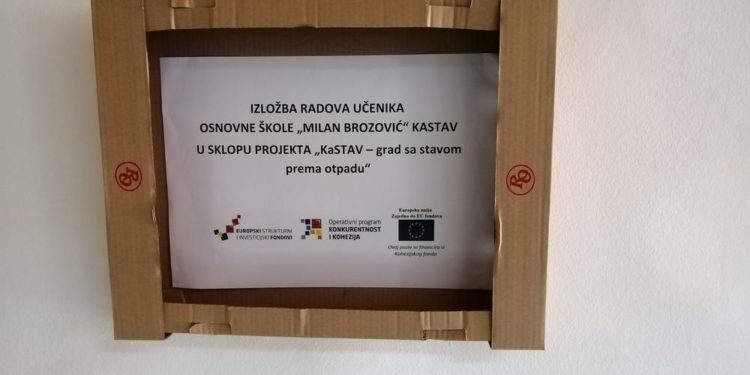 IZLOŽBA RADOVA UČENIKA
OSNOVNE ŠKOLE „MILAN BROZOVIĆ“ KASTAV
U SKLOPU PROJEKTA „KaSTAV – grad sa stavom
prema otpadu“
EUROPSKI STRUKTURNI
I INVESTICIJSKI FONDOVI
Operativni program
KONKURENTNOST
I KOHEZIJA
Europska unija
Zajedno do EU fondova
Ovaj poziv se financira iz
Kohezijskog fonda